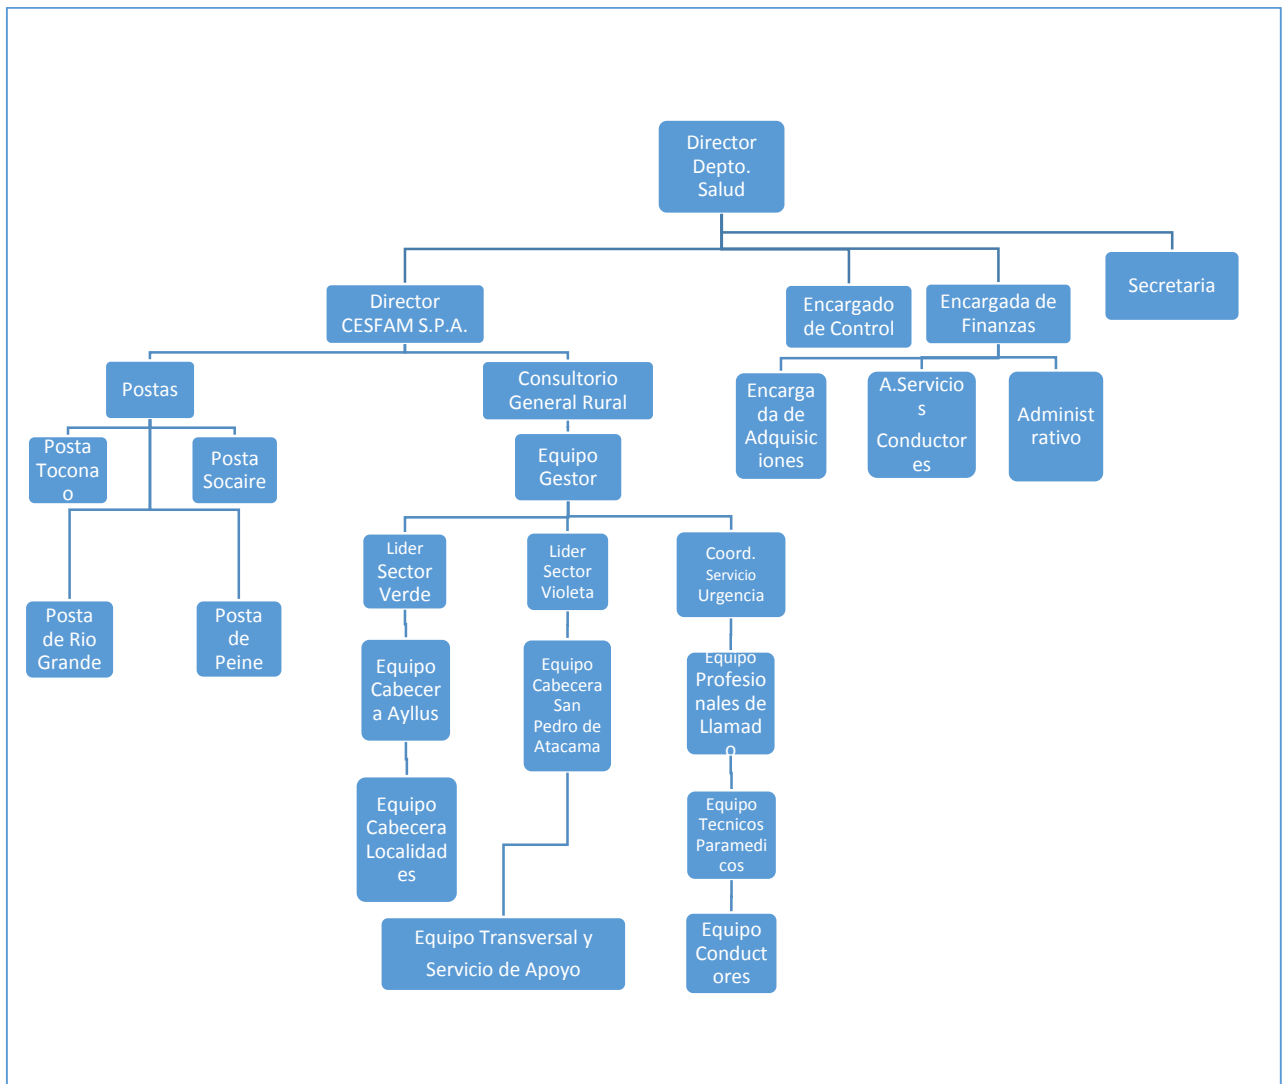 Director
Depto.
Salud
Secretaria
Director
CESFAM S.P.A.
Encargado
de Control
Encargada de
Finanzas
Postas
Consultorio
General Rural
Encarga
da de
Adquisic
iones
A.Servicio
s
Conductor
es
Administ
rativo
Posta
Tocona
o
Posta
Socaire
Equipo
Gestor
Lider
Sector
Verde
Lider
Sector
Violeta
Coord.
Servicio
Urgencia
Posta
de Rio
Grande
Posta
de
Peine
Equipo
Cabecer
a Ayllus
Equipo
Cabecera
San
Pedro de
Atacama
Equipo
Profesio
nales de
Llamad
o
Equipo
Cabecera
Localidad
es
Equipo
Tecnicos
Paramedi
cos
Equipo Transversal y
Servicio de Apoyo
Equipo
Conduct
ores